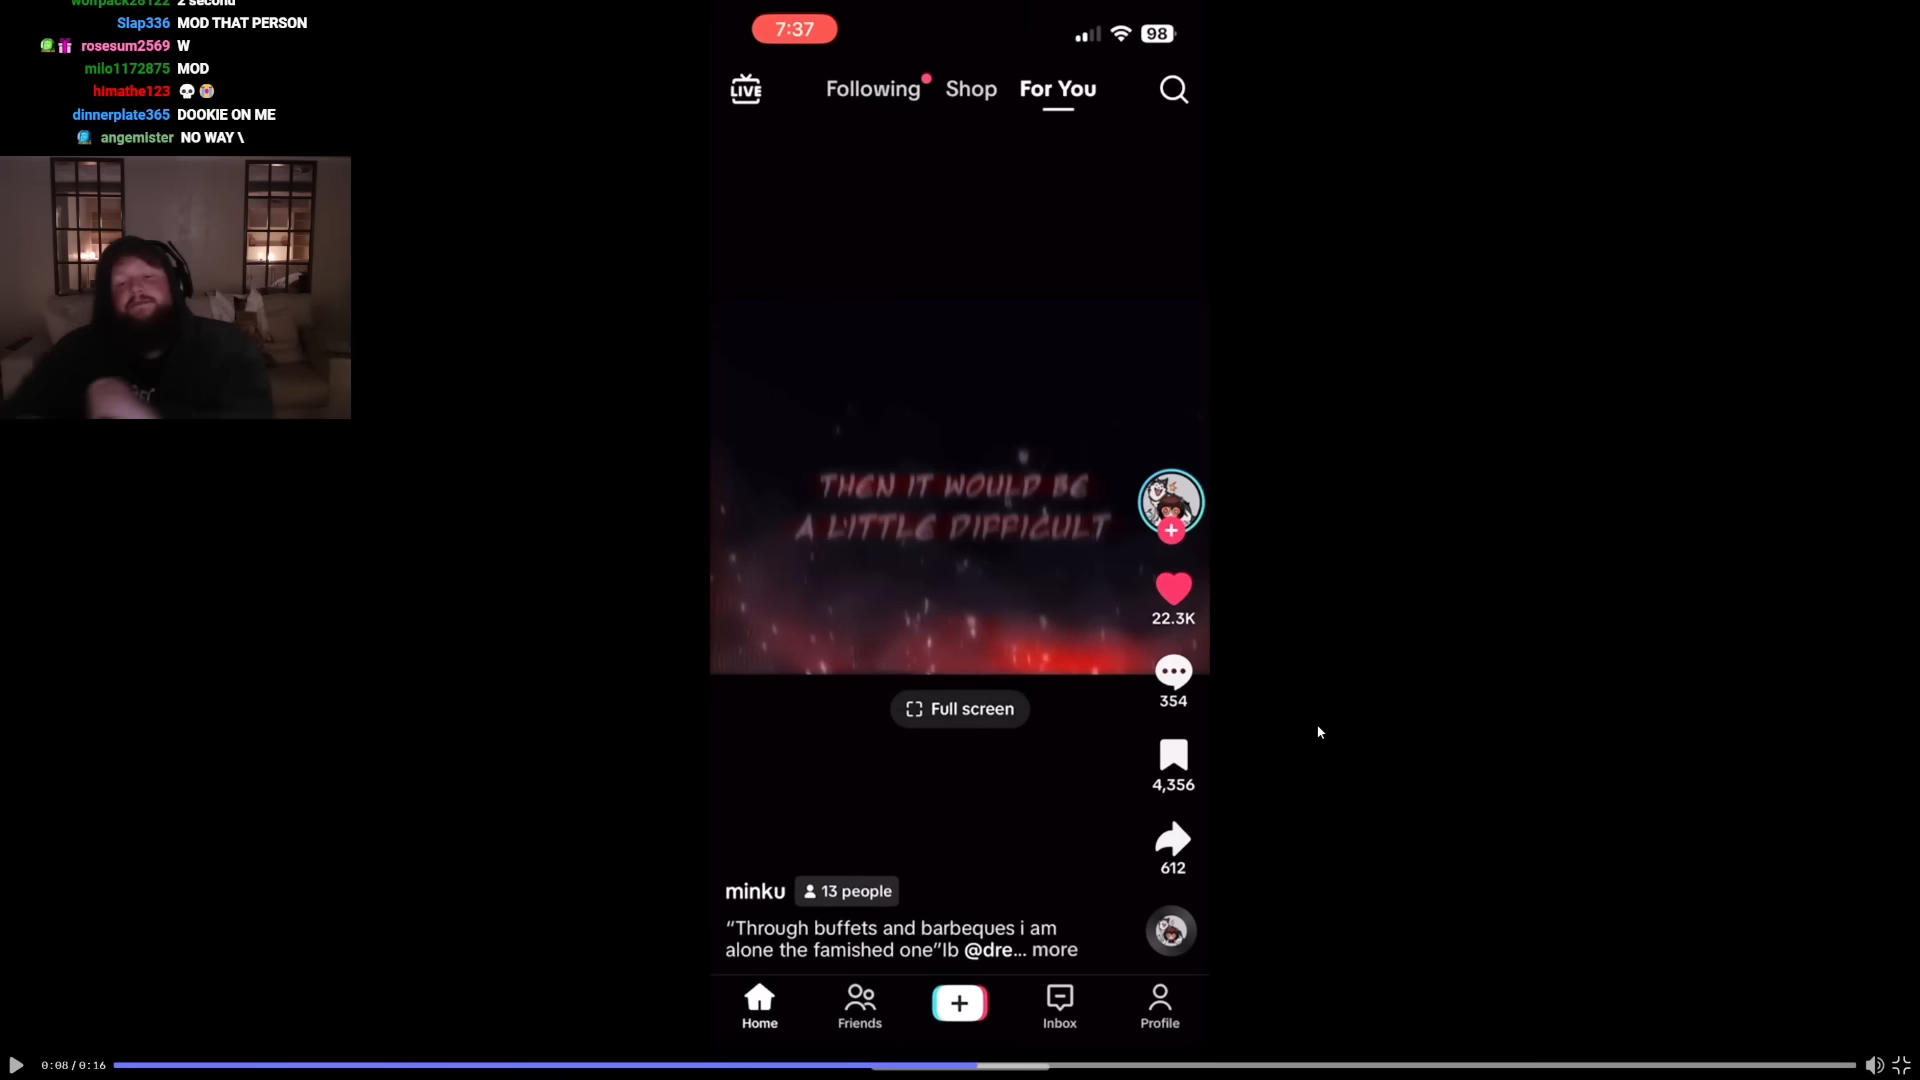 2 second
Slap336 MOD THAT PERSON
rosesum2569 W
milo1172875 MOD
himathe123 💀😭
dinnerplate365 DOOKIE ON ME
angemister NO WAY \
7:37
98
LIVE
Following
Shop
For You
THEN IT WOULD BE
A LITTLE DIFFICULT
22.3K
354
Full screen
4,356
612
minku
13 people
“Through buffets and barbeques i am
alone the famished one”lb @dre... more
Home
Friends
Inbox
Profile
0:08 / 0:16